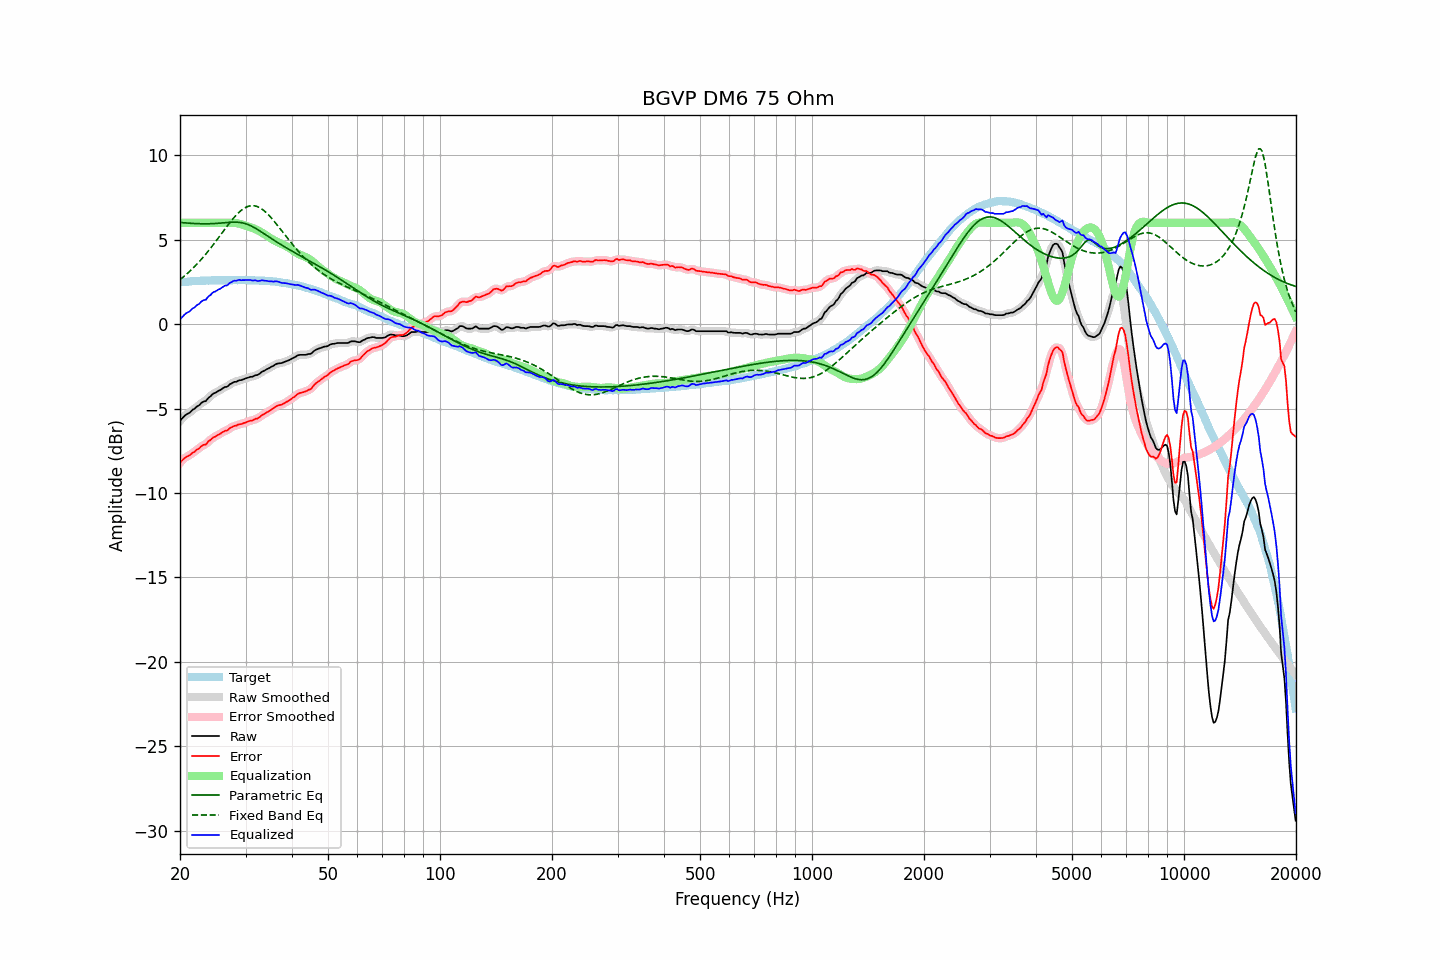 BGVP DM6 75 Ohm
Amplitude (dBr)
10
5
0
−5
−10
−15
−20
−25
−30
Target
Raw Smoothed
Error Smoothed
Raw
Error
Equalization
Parametric Eq
Fixed Band Eq
Equalized
20 50 100 200 500 1000 2000 5000 10000 20000
Frequency (Hz)